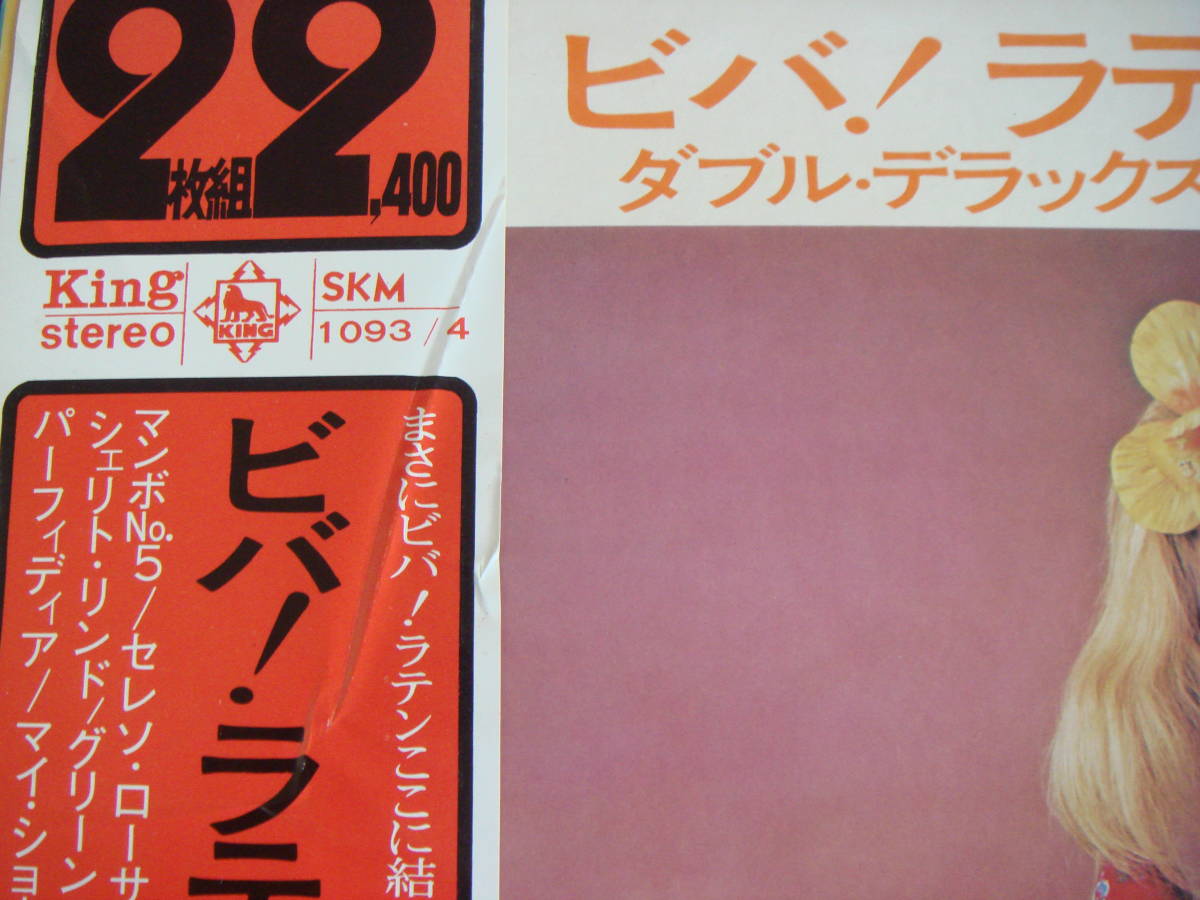 2枚組2,400
King
stereo
KING
SKM
1093/4
まさにビバ!ラテンここに結
ビバ!・ラテ
マンボNo.5/セレソ・ローサ
シェリト・リンド/グリーン
パーフィディア/マイ・ショ
ビバ!ラテ
ダブル・デラックス